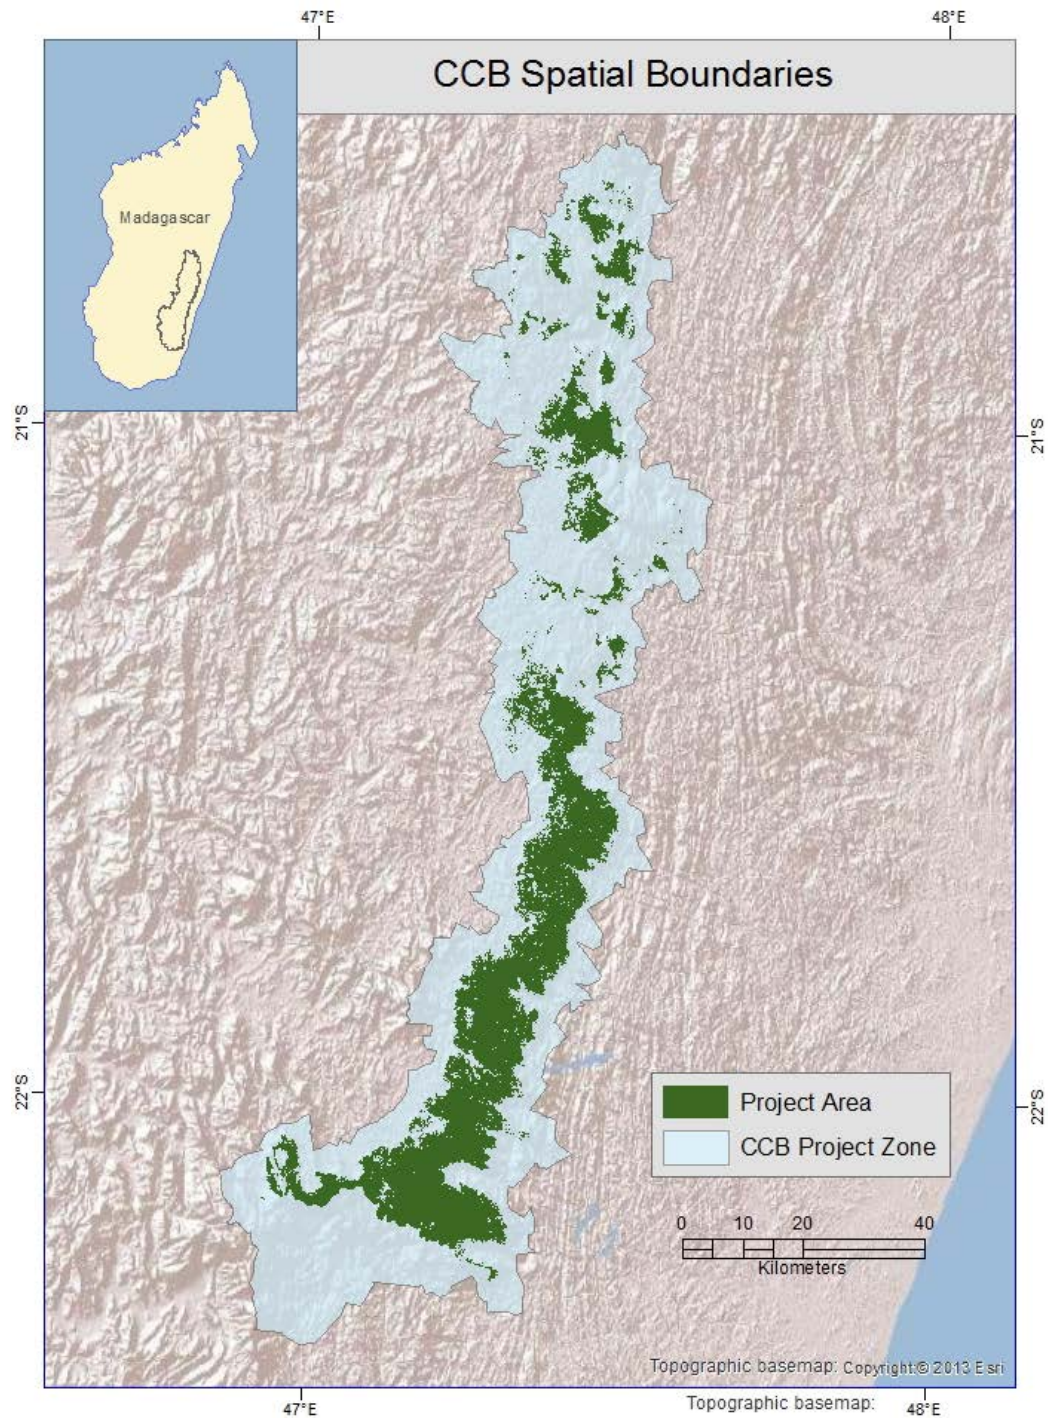 47°E
48°E
CCB Spatial Boundaries
Madagascar
21°S
21°S
22°S
22°S
Project Area
CCB Project Zone
0 10 20 40
Kilometers
Topographic basemap: Copyright:© 2013 Esri
Topographic basemap:
47°E
48°E